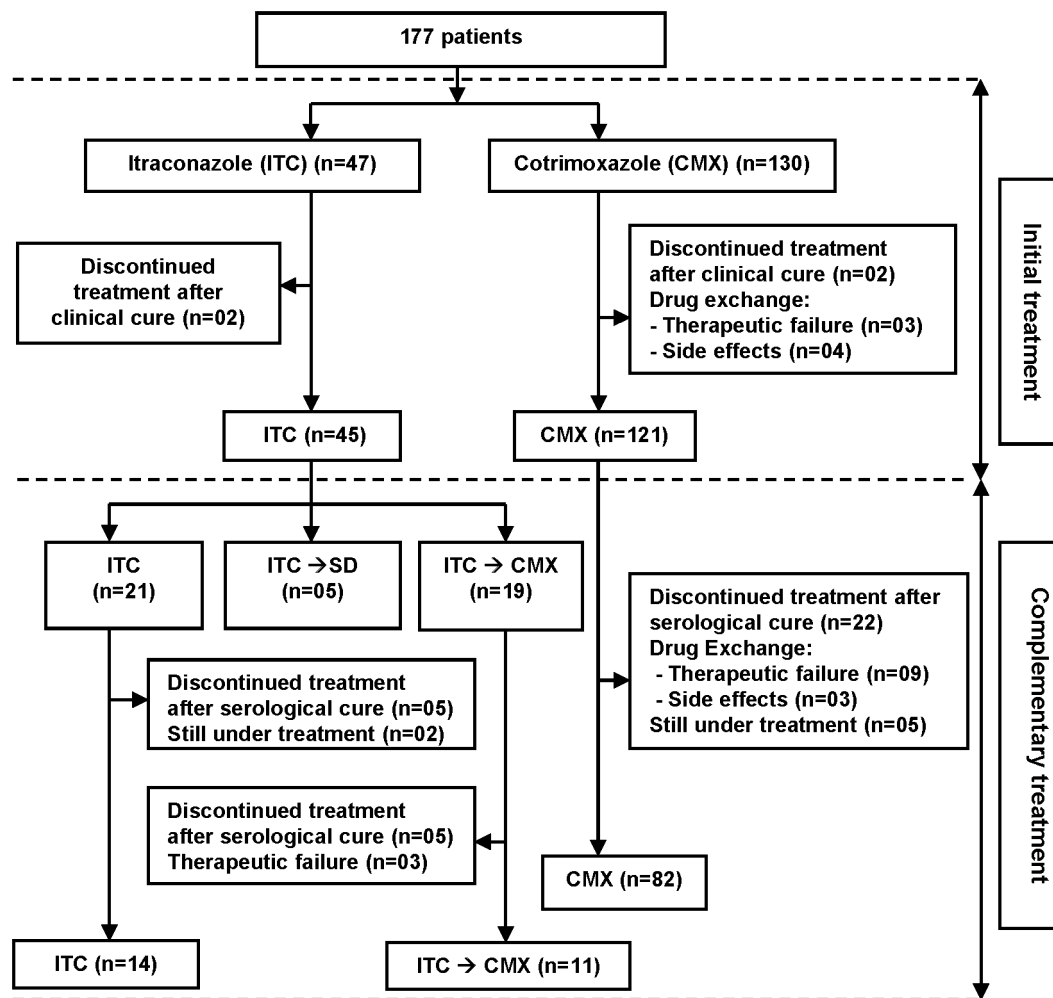 177 patients
Itraconazole (ITC) (n=47)
Cotrimoxazole (CMX) (n=130)
Discontinued
treatment after
clinical cure (n=02)
Discontinued treatment
after clinical cure (n=02)
Drug exchange:
- Therapeutic failure (n=03)
- Side effects (n=04)
ITC (n=45)
CMX (n=121)
Initial treatment
ITC
(n=21)
ITC →SD
(n=05)
ITC → CMX
(n=19)
Discontinued treatment after
serological cure (n=22)
Drug Exchange:
- Therapeutic failure (n=09)
- Side effects (n=03)
Still under treatment (n=05)
Discontinued treatment
after serological cure (n=05)
Still under treatment (n=02)
Discontinued treatment
after serological cure (n=05)
Therapeutic failure (n=03)
CMX (n=82)
ITC (n=14)
ITC → CMX (n=11)
Complementary treatment